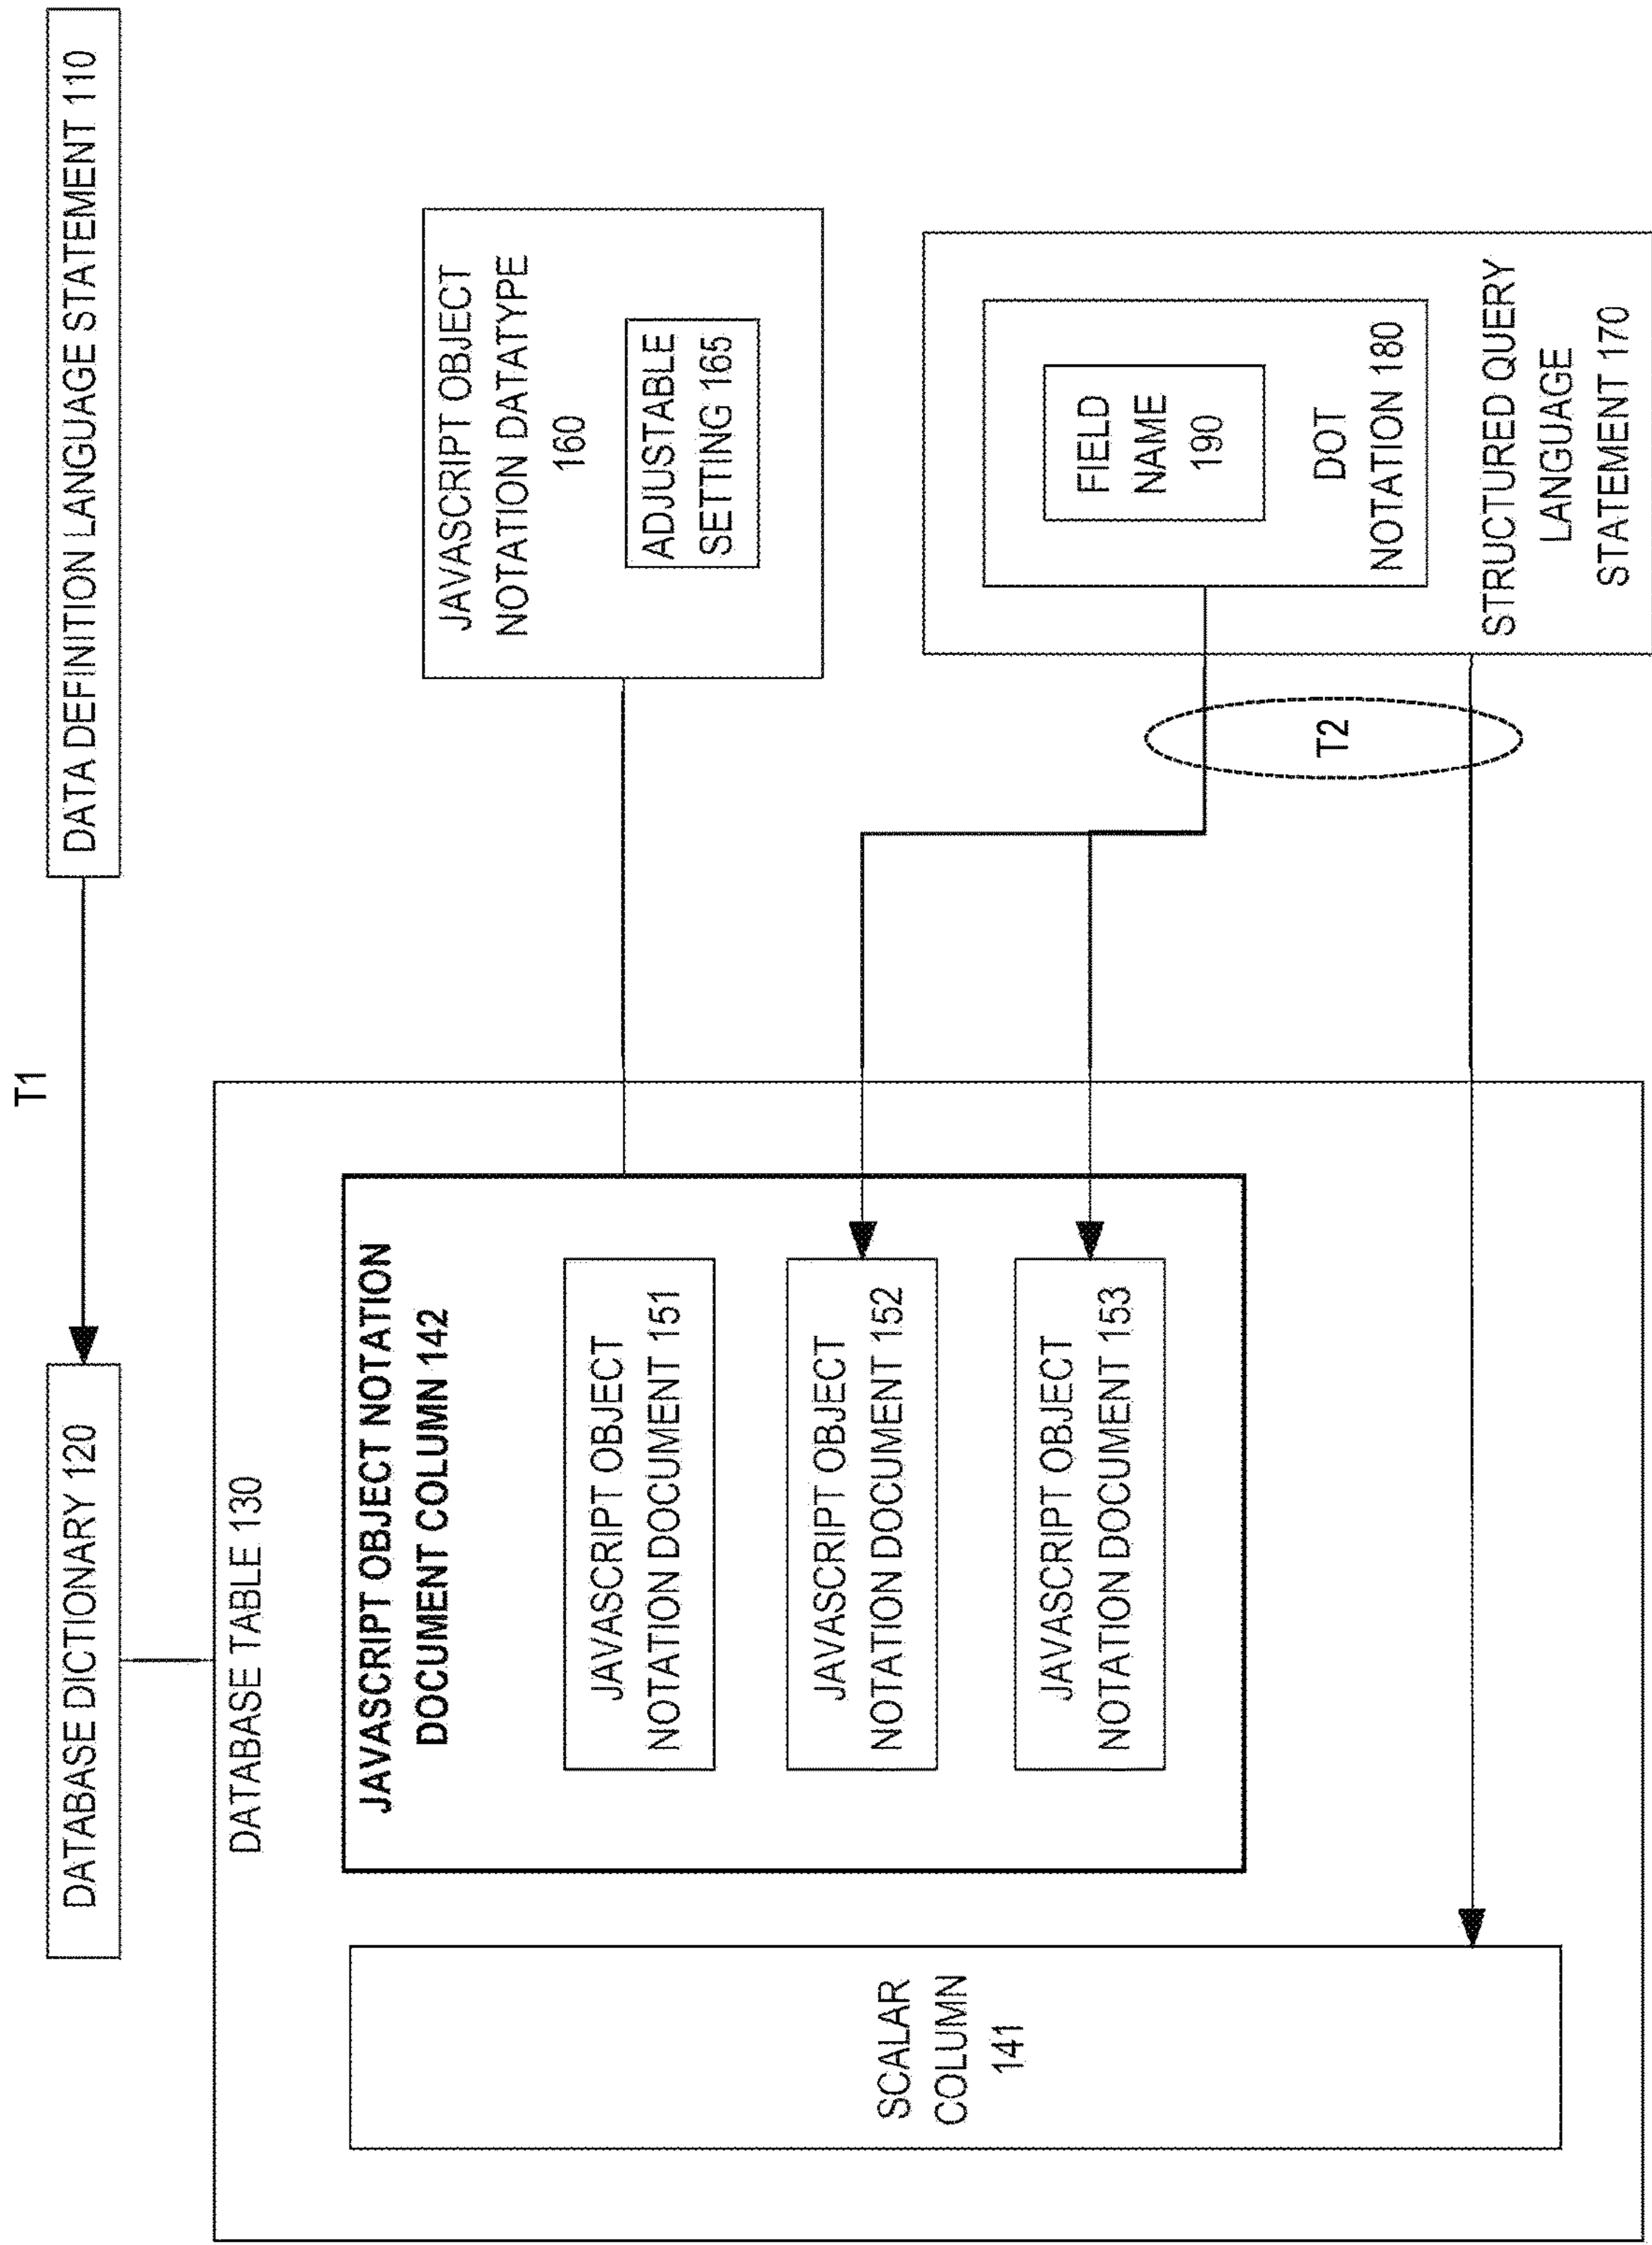 T1
DATA DEFINITION LANGUAGE STATEMENT 110
DATABASE DICTIONARY 120
DATABASE TABLE 130
JAVASCRIPT OBJECT NOTATION
DOCUMENT COLUMN 142
JAVASCRIPT OBJECT
NOTATION DOCUMENT 151
JAVASCRIPT OBJECT
NOTATION DOCUMENT 152
JAVASCRIPT OBJECT
NOTATION DOCUMENT 153
SCALAR
COLUMN
141
JAVASCRIPT OBJECT
NOTATION DATATYPE
160
ADJUSTABLE
SETTING 165
T2
FIELD
NAME
190
DOT
NOTATION 180
STRUCTURED QUERY
LANGUAGE
STATEMENT 170